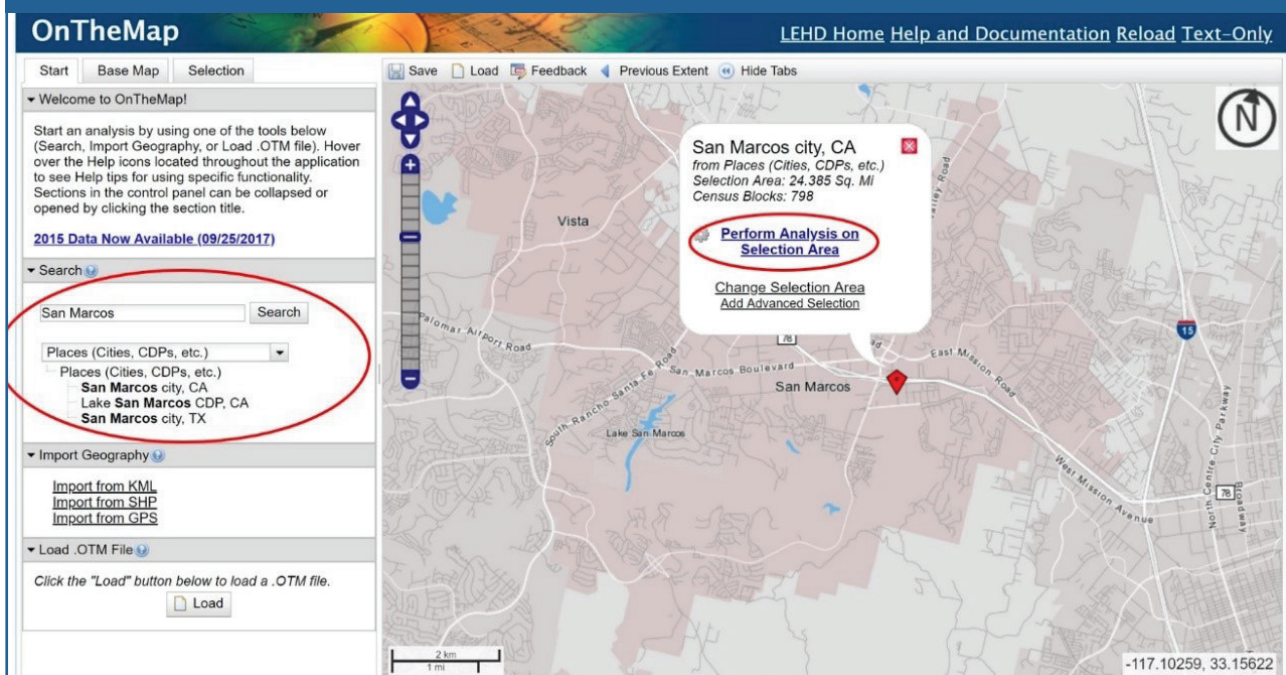 OnTheMap
LEHD Home Help and Documentation Reload Text-Only
Start Base Map Selection
Save Load Feedback Previous Extent Hide Tabs
Welcome to OnTheMap!
Start an analysis by using one of the tools below
(Search, Import Geography, or Load .OTM file). Hover
over the Help icons located throughout the application
to see Help tips for using specific functionality.
Sections in the control panel can be collapsed or
opened by clicking the section title.
2015 Data Now Available (09/25/2017)
Search
San Marcos Search
Places (Cities, CDPs, etc.)
Places (Cities, CDPs, etc.)
San Marcos city, CA
Lake San Marcos CDP, CA
San Marcos city, TX
Import Geography
Import from KML
Import from SHP
Import from GPS
Load .OTM File
Click the "Load" button below to load a .OTM file.
Load
N
San Marcos city, CA
from Places (Cities, CDPs, etc.)
Selection Area: 24.385 Sq. Mi
Census Blocks: 798
Perform Analysis on
Selection Area
Change Selection Area
Add Advanced Selection
Vista
Valley Road
15
Palomar Airport Road
78
East Mission Road
San Marcos Boulevard
San Marcos
South Rancho Santa Fe Road
Lake San Marcos
West Mission Avenue
North Centre City Parkway
78
Broadway
2 km
1 mi
-117.10259, 33.15622